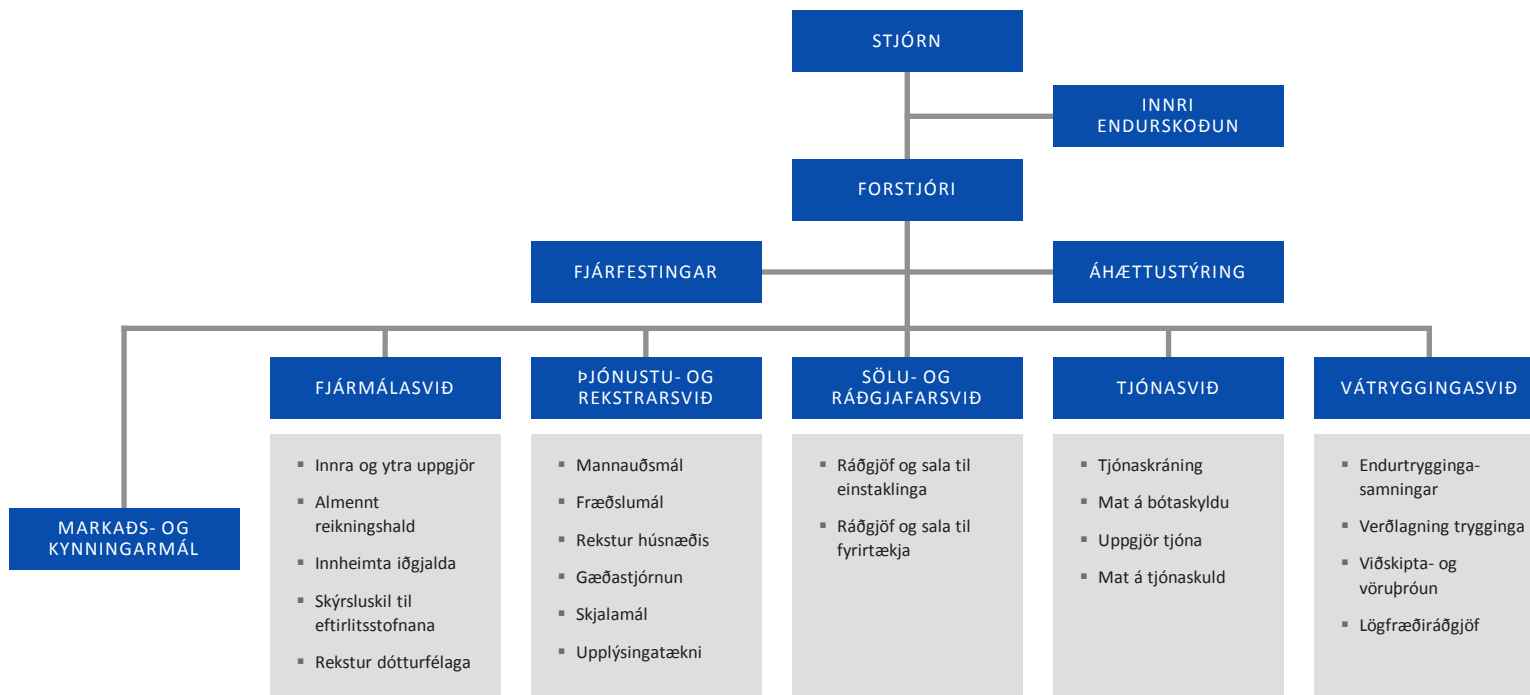 STJÓRN
INNRI
ENDURSKOÐUN
FORSTJÓRI
FJÁRFESTINGAR
ÁHÆTTUSTÝRING
MARKAÐS- OG
KYNNINGARMÁL
FJÁRMÁLASVIÐ
▪ Innra og ytra uppgjör
▪ Almennt
reikningshald
▪ Innheimta iðgjalda
▪ Skýrsluskil til
eftirlitsstofnana
▪ Rekstur dótturfélaga
ÞJÓNUSTU- OG
REKSTRARSVIÐ
▪ Mannauðsmál
▪ Fræðslumál
▪ Rekstur húsnæðis
▪ Gæðastjórnun
▪ Skjalamál
▪ Upplýsingatækni
SÖLU- OG
RÁÐGJAFARSVIÐ
▪ Ráðgjöf og sala til
einstaklinga
▪ Ráðgjöf og sala til
fyrirtækja
TJÓNASVIÐ
▪ Tjónaskráning
▪ Mat á bótaskyldu
▪ Uppgjör tjóna
▪ Mat á tjónaskuld
VÁTRYGGINGASVIÐ
▪ Endurtrygginga-
samningar
▪ Verðlagning trygginga
▪ Viðskipta- og
vöruþróun
▪ Lögfræðiráðgjöf